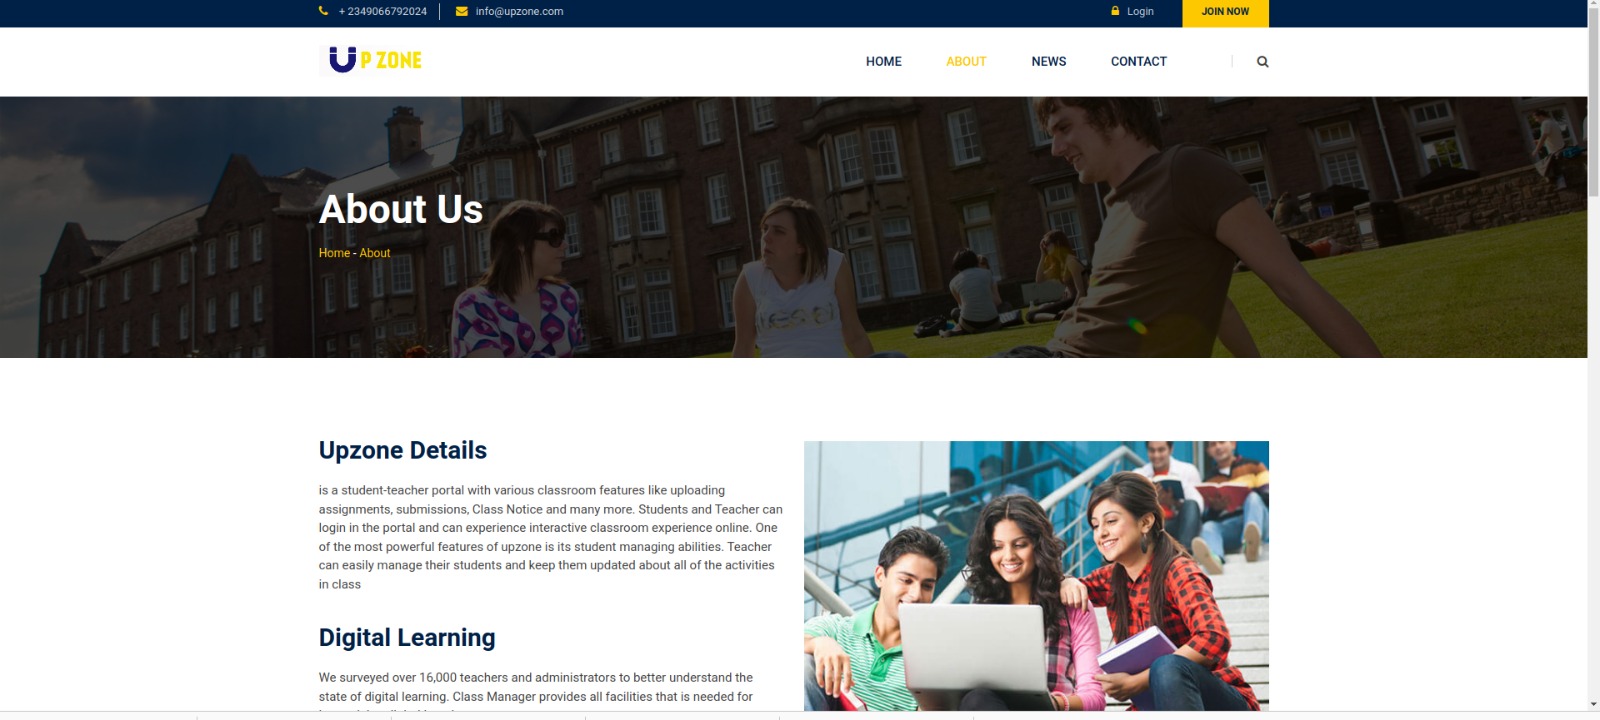 + 2349066792024 info@upzone.com Login JOIN NOW
UP ZONE HOME ABOUT NEWS CONTACT
About Us
Home - About
Upzone Details
is a student-teacher portal with various classroom features like uploading
assignments, submissions, Class Notice and many more. Students and Teacher can
login in the portal and can experience interactive classroom experience online. One
of the most powerful features of upzone is its student managing abilities. Teacher
can easily manage their students and keep them updated about all of the activities
in class
Digital Learning
We surveyed over 16,000 teachers and administrators to better understand the
state of digital learning. Class Manager provides all facilities that is needed for